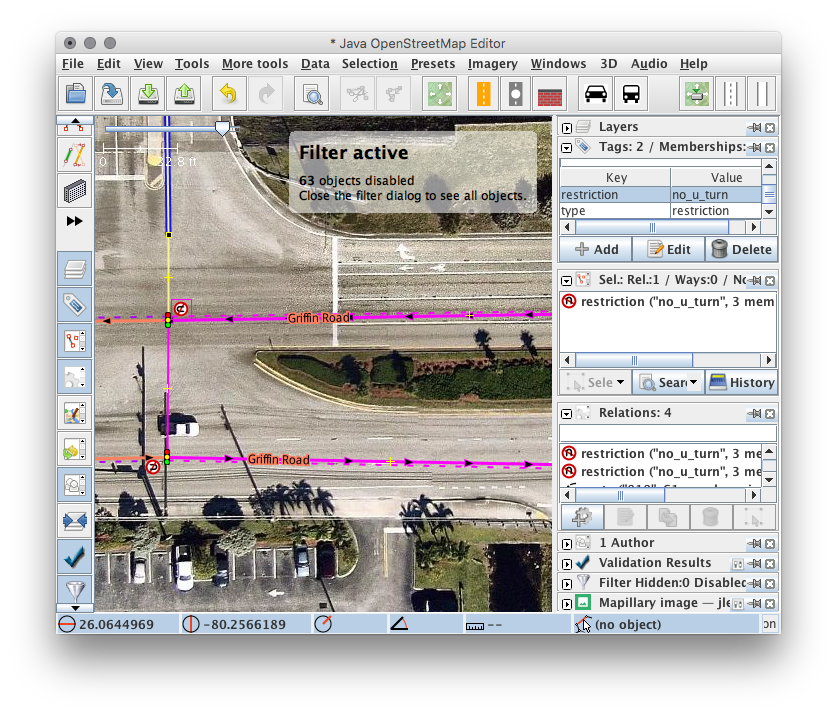 * Java OpenStreetMap Editor
File Edit View Tools More tools Data Selection Presets Imagery Windows 3D Audio Help
0
22.8 ft
Filter active
63 objects disabled
Close the filter dialog to see all objects.
Griffin Road
Griffin Road
Layers
Tags: 2 / Memberships:
Key Value
restriction no_u_turn
type restriction
Add Edit Delete
Sel.: Rel.:1 / Ways:0 / No
restriction ("no_u_turn", 3 mem
Sele Sear History
Relations: 4
restriction ("no_u_turn", 3 me
restriction ("no_u_turn", 3 me
1 Author
Validation Results
Filter Hidden:0 Disabled
Mapillary image — jle
26.0644969 -80.2566189 -- (no object) on